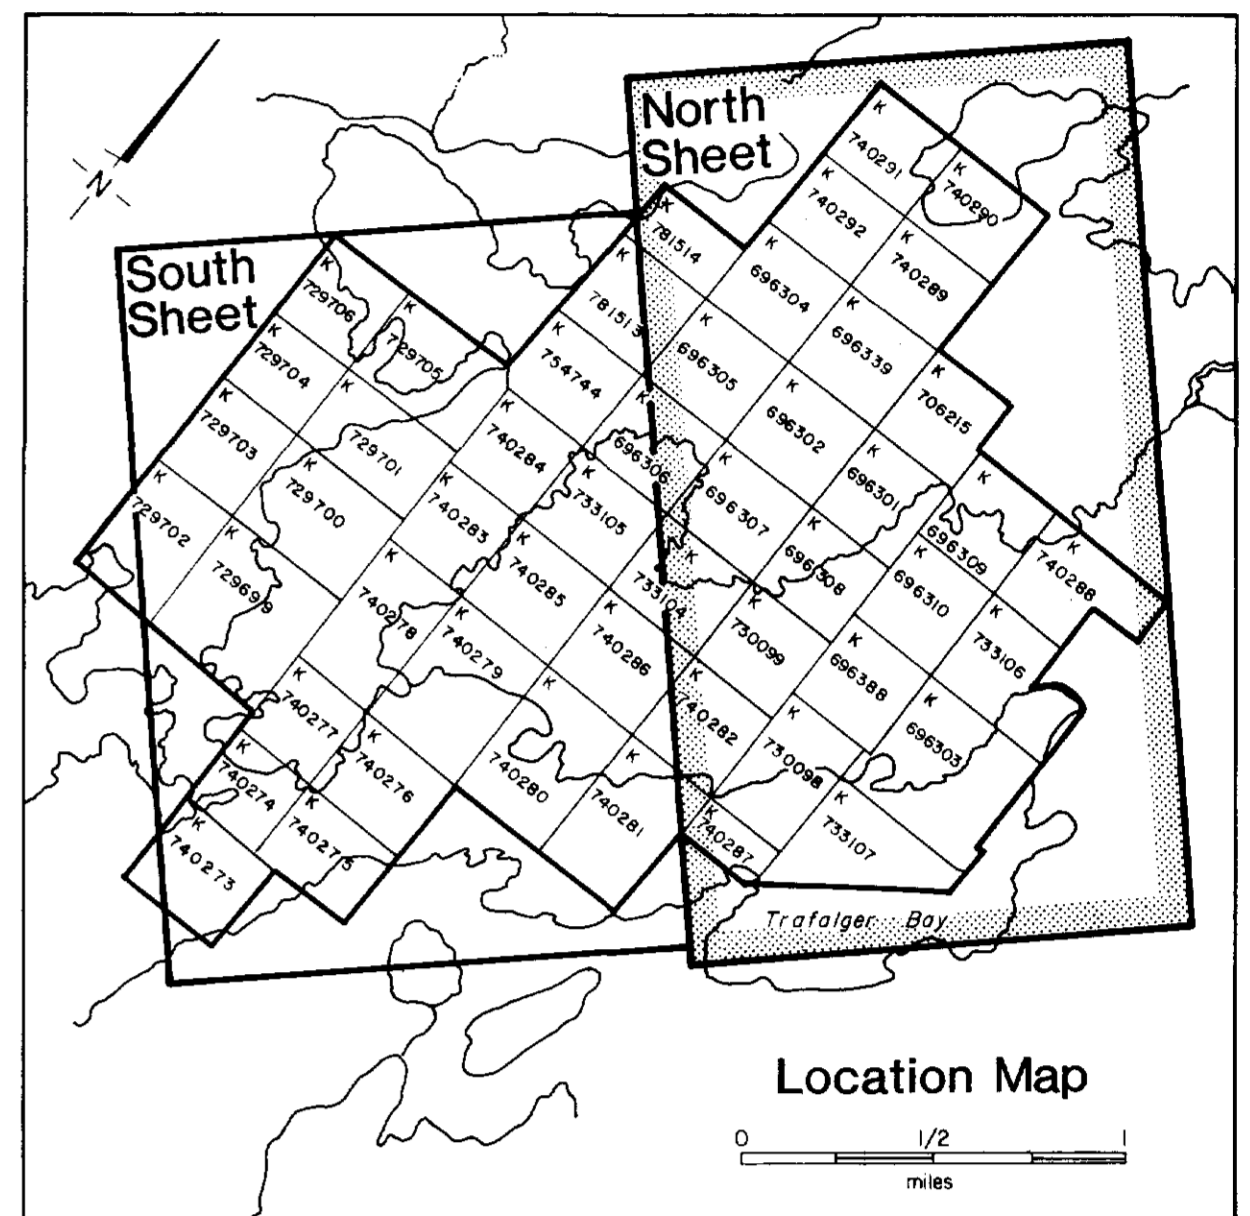 N
North
Sheet
South
Sheet
K
740291
K
740290
K
740292
K
740289
K
781514
K
696304
K
696339
K
706215
K
781513
K
696305
K
696302
K
696301
K
696309
K
740288
K
729706
K
729705
K
754744
K
696306
K
696307
K
696308
K
696310
K
733106
K
729704
K
729701
K
740284
K
733105
K
733104
K
730099
K
696388
K
696303
K
729703
K
729700
740283
K
740285
K
740286
740282
K
730098
K
733107
K
729702
K
729699
K
740278
K
740279
K
740280
K
740281
K
740287
K
740277
K
740276
K
740274
K
740275
K
740273
Trafalger Bay
Location Map
0 1/2 1
miles